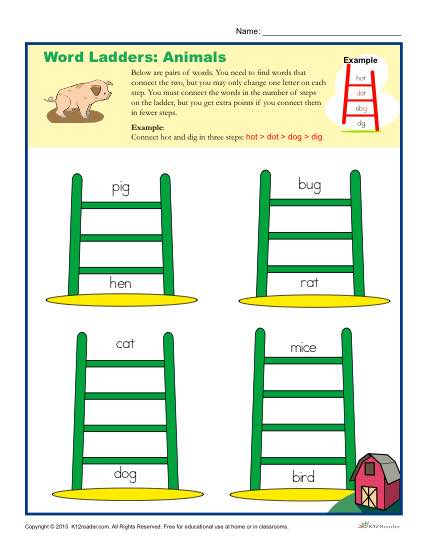 Name:
Word Ladders: Animals
Below are pairs of words. You need to find words that
connect the two, but you may only change one letter on each
step. You must connect the words in the number of steps
on the ladder, but you get extra points if you connect them
in fewer steps.
Example:
Connect hot and dig in three steps: hot > dot > dog > dig
Example
hot
dot
dog
dig
pig
hen
bug
rat
cat
dog
mice
bird
Copyright © 2015 K12reader.com. All Rights Reserved. Free for educational use at home or in classrooms.
K12Reader